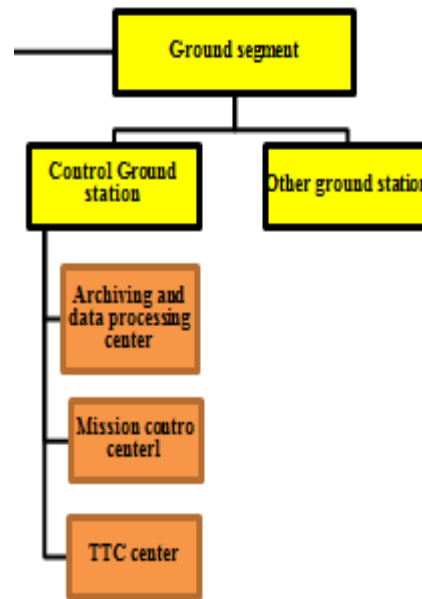 Ground segment
Control Ground
station
Other ground station
Archiving and
data processing
center
Mission contro
centerl
TTC center